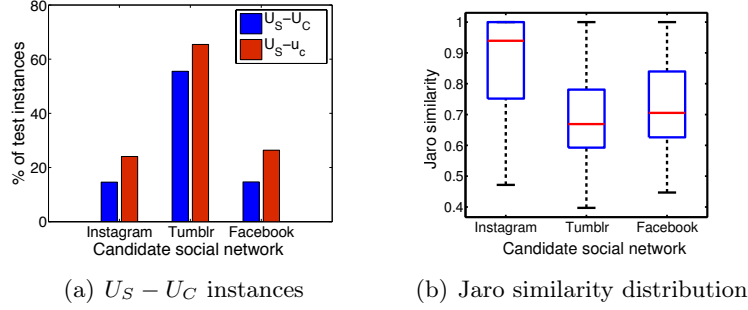 80
60
40
20
0
% of test instances
U_S−U_C
U_S−u_c
Instagram Tumblr Facebook
Candidate social network
(a) U_S − U_C instances
1
0.9
0.8
0.7
0.6
0.5
0.4
Jaro similarity
Instagram Tumblr Facebook
Candidate social network
(b) Jaro similarity distribution